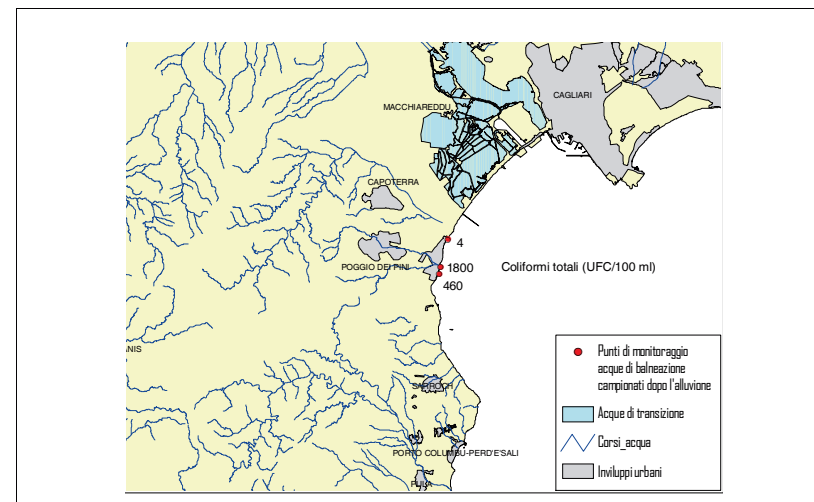 CAGLIARI
MACCHIAREDDU
CAPOTERRA
4
POGGIO DEI PINI
1800
Coliformi totali (UFC/100 ml)
460
ANIS
Punti di monitoraggio
acque di balneazione
campionati dopo l'alluvione
SARROCH
Acque di transizione
Corsi_acqua
PORTO COLUMBU-PERD'E'SALI
Inviluppi urbani
PULA